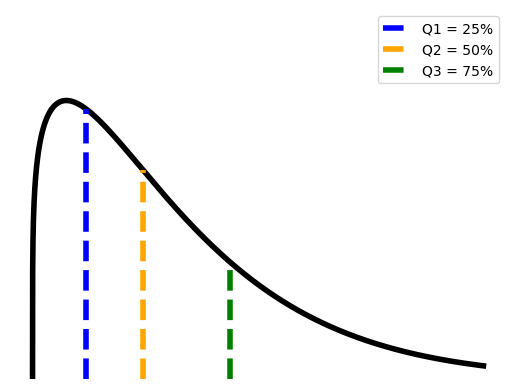 Q1 = 25%
Q2 = 50%
Q3 = 75%